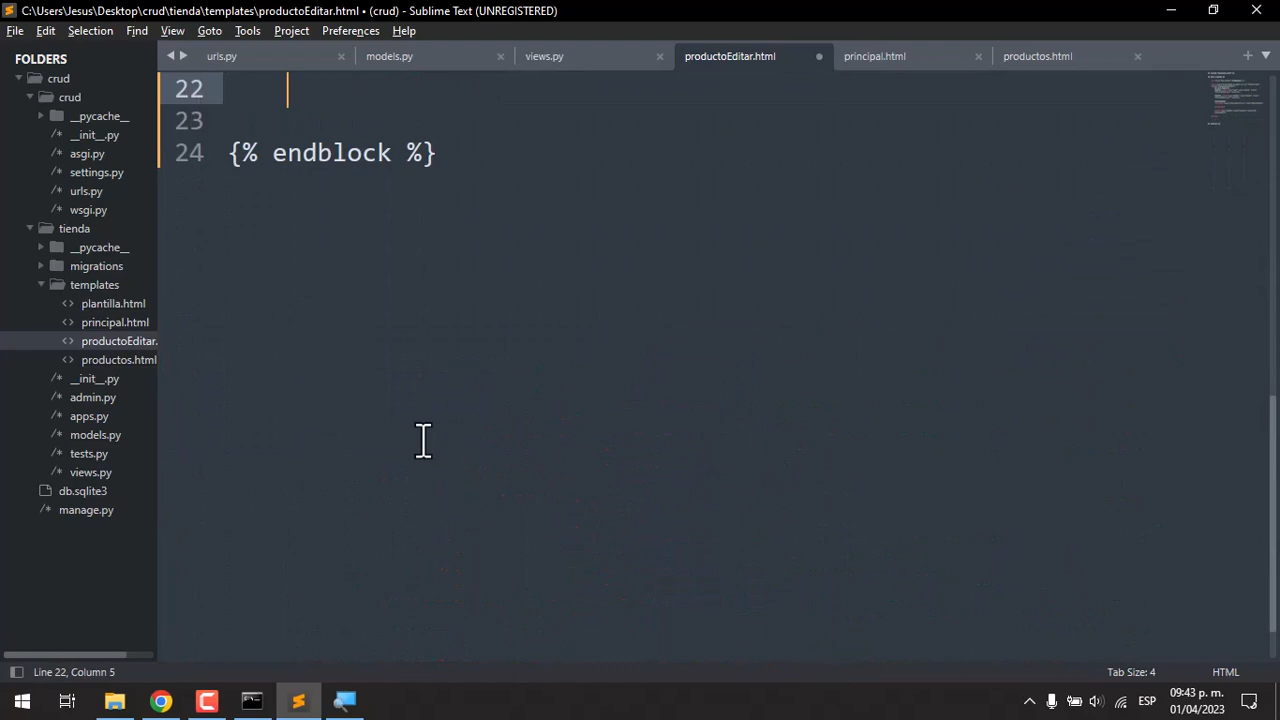 C:\Users\Jesus\Desktop\crud\tienda\templates\productoEditar.html • (crud) - Sublime Text (UNREGISTERED)
File Edit Selection Find View Goto Tools Project Preferences Help
FOLDERS
crud
crud
__pycache__
__init__.py
asgi.py
settings.py
urls.py
wsgi.py
tienda
__pycache__
migrations
templates
plantilla.html
principal.html
productoEditar.
productos.html
__init__.py
admin.py
apps.py
models.py
tests.py
views.py
db.sqlite3
manage.py
urls.py models.py views.py productoEditar.html principal.html productos.html
22
23
24 {% endblock %}
Line 22, Column 5 Tab Size: 4 HTML
ESP 09:43 p. m.
01/04/2023